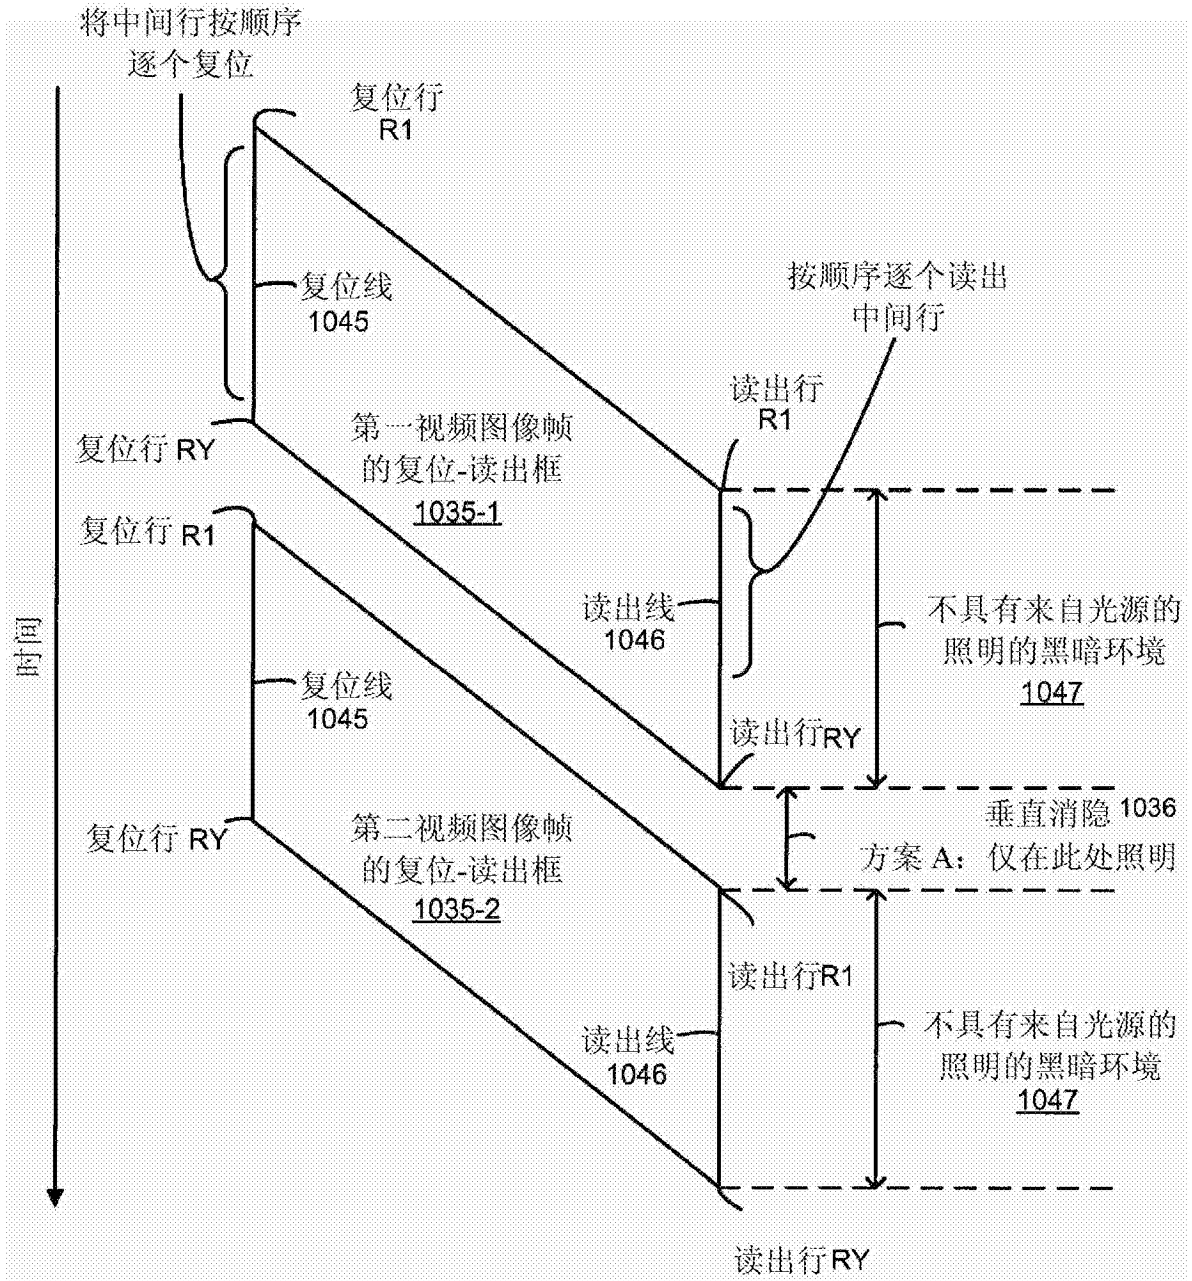 将中间行按顺序
逐个复位
复位行
R1
复位线
1045
按顺序逐个读出
中间行
读出行
R1
复位行 RY
第一视频图像帧
的复位-读出框
1035-1
复位行 R1
时间
读出线
1046
不具有来自光源的
照明的黑暗环境
1047
复位线
1045
读出行RY
垂直消隐 1036
方案 A：仅在此处照明
复位行 RY
第二视频图像帧
的复位-读出框
1035-2
读出行R1
读出线
1046
不具有来自光源的
照明的黑暗环境
1047
读出行RY